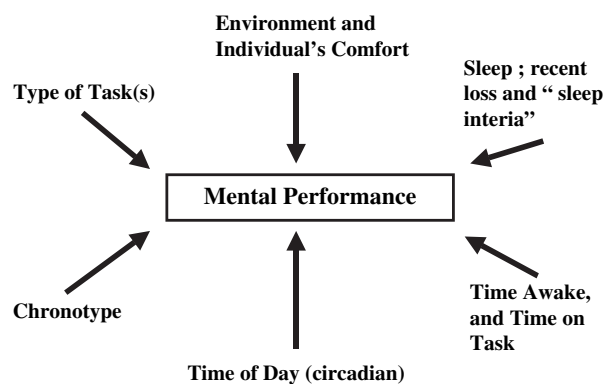 Environment and
Individual's Comfort
Sleep ; recent
loss and “ sleep
interia”
Type of Task(s)
Mental Performance
Chronotype
Time Awake,
and Time on
Task
Time of Day (circadian)